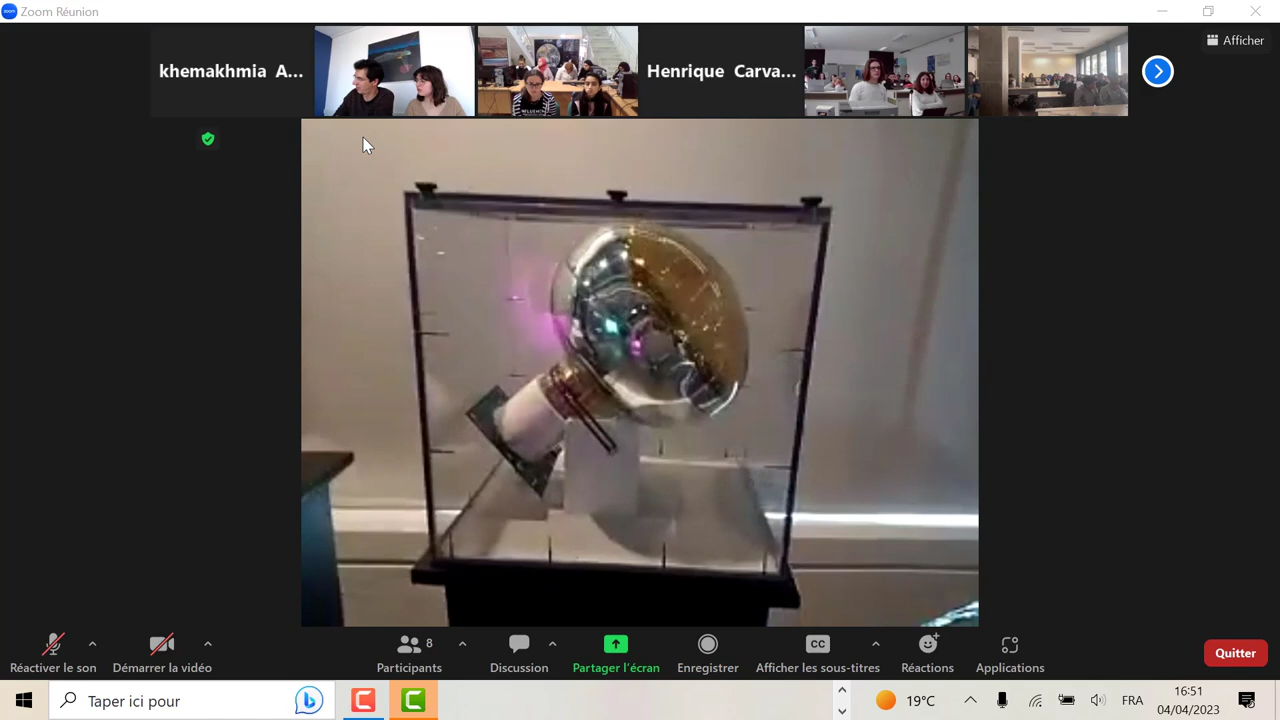 Zoom Réunion
khemakhmia A...
Henrique Carva...
Afficher
8
Réactiver le son
Démarrer la vidéo
Participants
Discussion
Partager l'écran
Enregistrer
CC
Afficher les sous-titres
Réactions
Applications
Quitter
Taper ici pour
19°C
FRA
16:51
04/04/2023